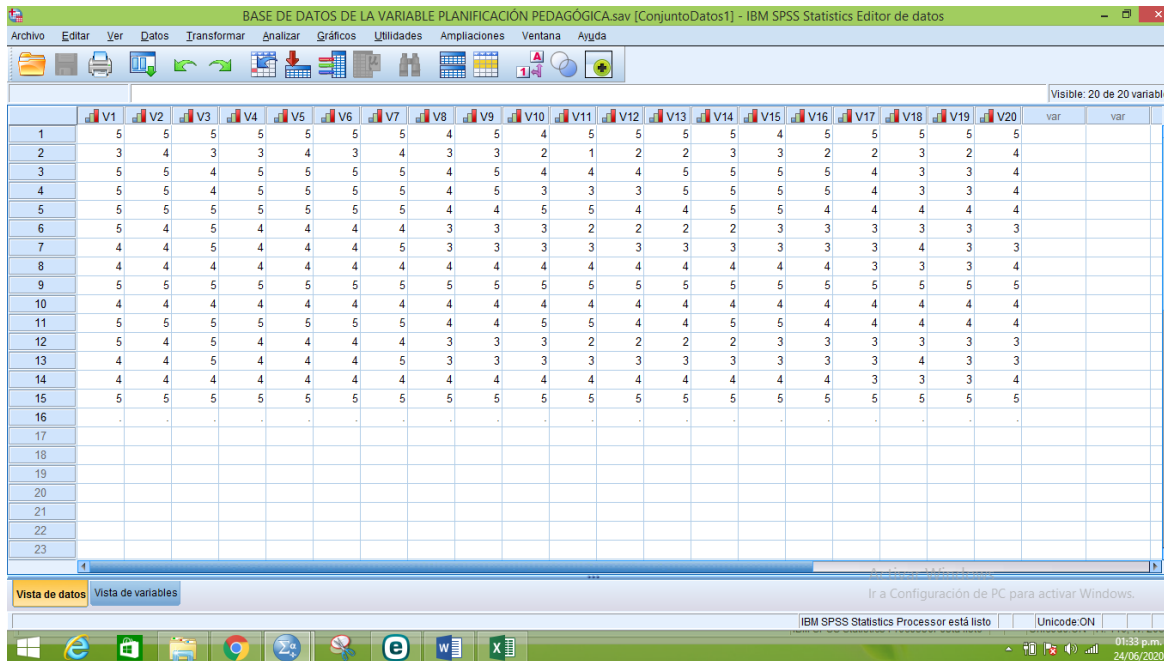 BASE DE DATOS DE LA VARIABLE PLANIFICACIÓN PEDAGÓGICA.sav [ConjuntoDatos1] - IBM SPSS Statistics Editor de datos
Archivo Editar Ver Datos Transformar Analizar Gráficos Utilidades Ampliaciones Ventana Ayuda
Visible: 20 de 20 variabl
V1 V2 V3 V4 V5 V6 V7 V8 V9 V10 V11 V12 V13 V14 V15 V16 V17 V18 V19 V20 var var
1 5 5 5 5 5 5 5 4 5 4 5 5 5 5 4 5 5 5 5 5
2 3 4 3 3 4 3 4 3 3 2 1 2 2 3 3 2 2 3 2 4
3 5 5 4 5 5 5 5 4 5 4 4 4 5 5 5 5 4 3 3 4
4 5 5 4 5 5 5 5 4 5 3 3 3 5 5 5 5 4 3 3 4
5 5 5 5 5 5 5 5 4 4 5 5 4 4 5 5 4 4 4 4 4
6 5 4 5 4 4 4 4 3 3 3 2 2 2 2 3 3 3 3 3 3
7 4 4 5 4 4 4 5 3 3 3 3 3 3 3 3 3 3 4 3 3
8 4 4 4 4 4 4 4 4 4 4 4 4 4 4 4 4 3 3 3 4
9 5 5 5 5 5 5 5 5 5 5 5 5 5 5 5 5 5 5 5 5
10 4 4 4 4 4 4 4 4 4 4 4 4 4 4 4 4 4 4 4 4
11 5 5 5 5 5 5 5 4 4 5 5 4 4 5 5 4 4 4 4 4
12 5 4 5 4 4 4 4 3 3 3 2 2 2 2 3 3 3 3 3 3
13 4 4 5 4 4 4 5 3 3 3 3 3 3 3 3 3 3 4 3 3
14 4 4 4 4 4 4 4 4 4 4 4 4 4 4 4 4 3 3 3 4
15 5 5 5 5 5 5 5 5 5 5 5 5 5 5 5 5 5 5 5 5
16 . . . . . . . . . . . . . . . . . . . .
17
18
19
20
21
22
23
Vista de datos Vista de variables
Ir a Configuración de PC para activar Windows.
IBM SPSS Statistics Processor está listo Unicode:ON
01:33 p.m.
24/06/2020